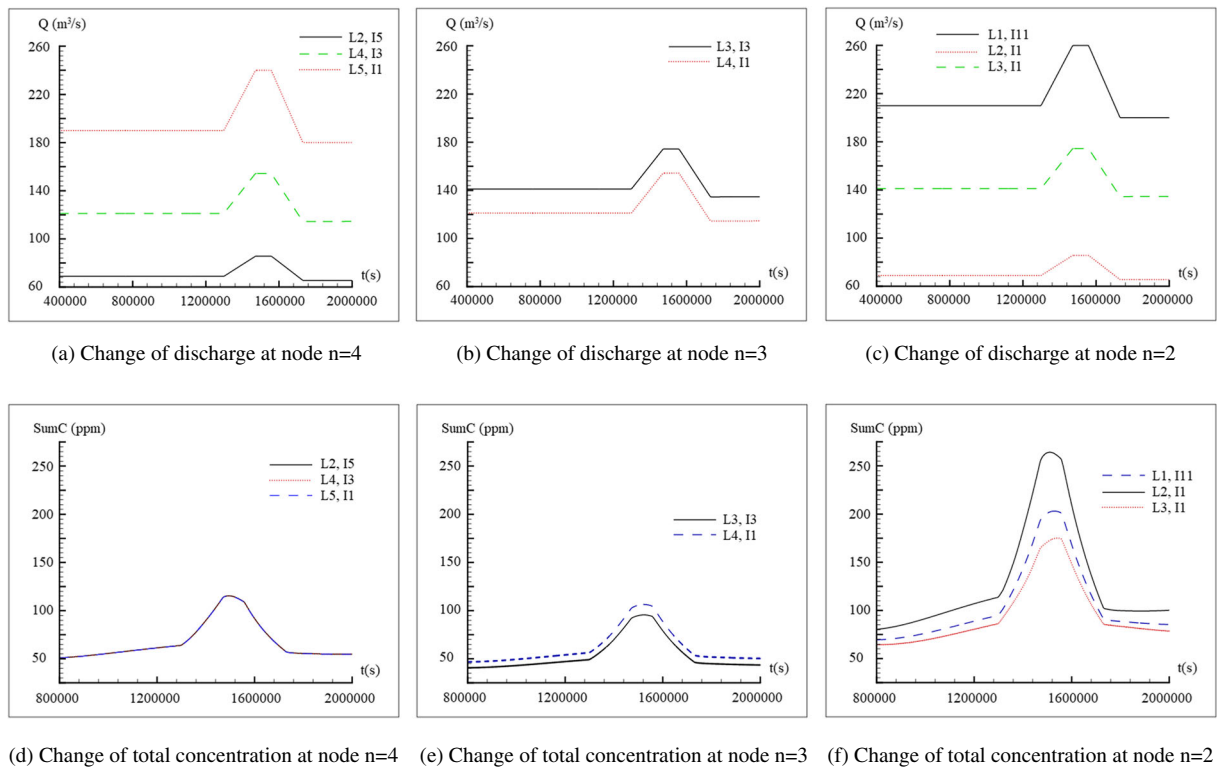 Q (m³/s)
L2, I5
L4, I3
L5, I1
260
220
180
140
100
60
t(s)
400000 800000 1200000 1600000 2000000
(a) Change of discharge at node n=4
Q (m³/s)
L3, I3
L4, I1
260
220
180
140
100
60
t(s)
400000 800000 1200000 1600000 2000000
(b) Change of discharge at node n=3
Q (m³/s)
L1, I11
L2, I1
L3, I1
260
220
180
140
100
60
t(s)
400000 800000 1200000 1600000 2000000
(c) Change of discharge at node n=2
SumC (ppm)
L2, I5
L4, I3
L5, I1
250
200
150
100
50
t(s)
800000 1200000 1600000 2000000
(d) Change of total concentration at node n=4
SumC (ppm)
L3, I3
L4, I1
250
200
150
100
50
t(s)
800000 1200000 1600000 2000000
(e) Change of total concentration at node n=3
SumC (ppm)
L1, I11
L2, I1
L3, I1
250
200
150
100
50
t(s)
800000 1200000 1600000 2000000
(f) Change of total concentration at node n=2